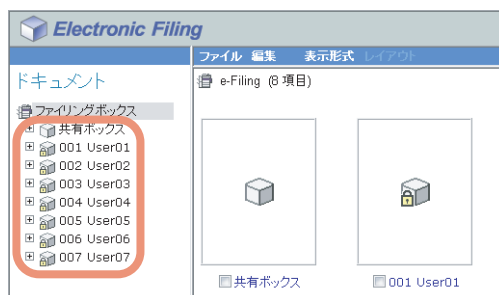 Electronic Filing
ファイル 編集 表示形式 レイアウト
ドキュメント
e-Filing (8 項目)
ファイリングボックス
共有ボックス
001 User01
002 User02
003 User03
004 User04
005 User05
006 User06
007 User07
共有ボックス
001 User01